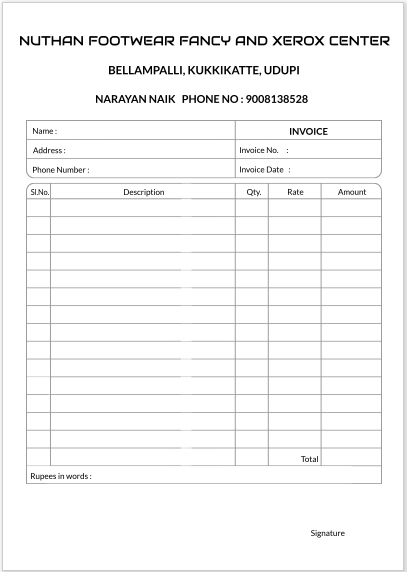 NUTHAN FOOTWEAR FANCY AND XEROX CENTER
BELLAMPALLI, KUKKIKATTE, UDUPI
NARAYAN NAIK PHONE NO : 9008138528
Name :
INVOICE
Address :
Invoice No. :
Phone Number :
Invoice Date :
Sl.No. Description Qty. Rate Amount
Total
Rupees in words :
Signature